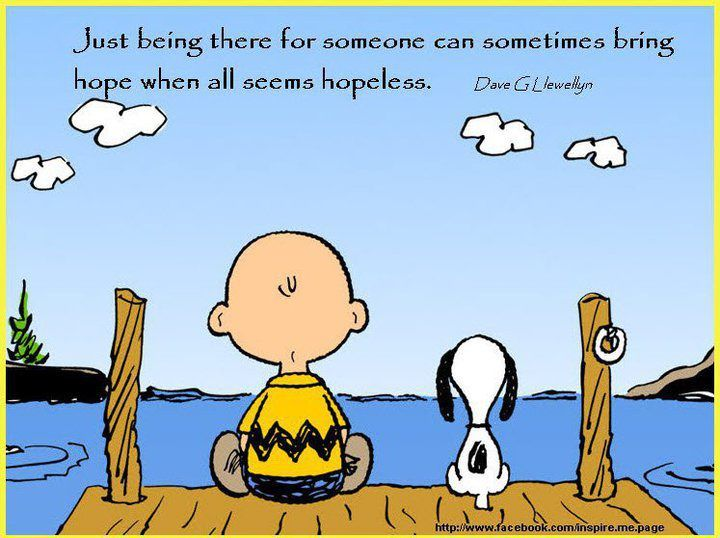 Just being there for someone can sometimes bring
hope when all seems hopeless. Dave G Llewellyn
http://www.facebook.com/inspire.me.page